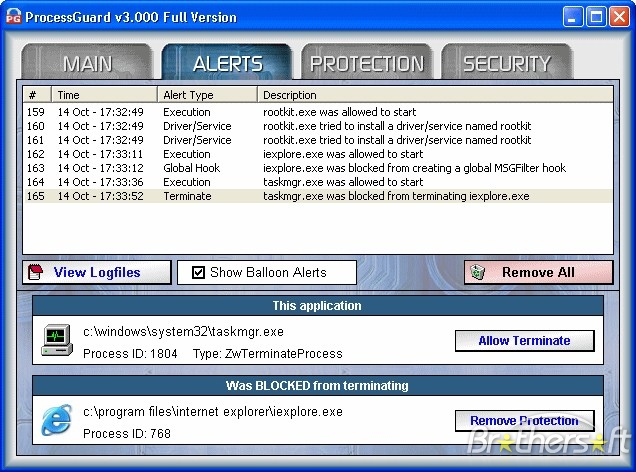 PG ProcessGuard v3.000 Full Version
MAIN ALERTS PROTECTION SECURITY
# Time Alert Type Description
159 14 Oct - 17:32:49 Execution rootkit.exe was allowed to start
160 14 Oct - 17:32:49 Driver/Service rootkit.exe tried to install a driver/service named rootkit
161 14 Oct - 17:32:49 Driver/Service rootkit.exe tried to install a driver/service named rootkit
162 14 Oct - 17:33:11 Execution iexplore.exe was allowed to start
163 14 Oct - 17:33:12 Global Hook iexplore.exe was blocked from creating a global MSGFilter hook
164 14 Oct - 17:33:36 Execution taskmgr.exe was allowed to start
165 14 Oct - 17:33:52 Terminate taskmgr.exe was blocked from terminating iexplore.exe
View Logfiles Show Balloon Alerts Remove All
This application
c:\windows\system32\taskmgr.exe
Process ID: 1804 Type: ZwTerminateProcess
Allow Terminate
Was BLOCKED from terminating
c:\program files\internet explorer\iexplore.exe
Process ID: 768
Remove Protection
Brothersoft